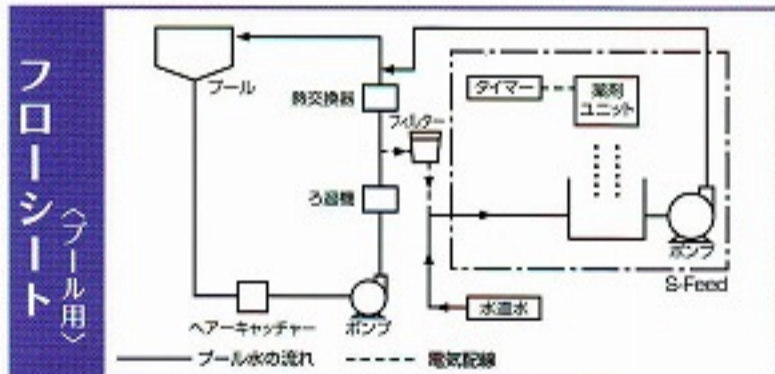 フローシート
〈プール用〉
プール
熱交換器
フィルター
ろ過機
ヘアーキャッチャー
ポンプ
タイマー
薬剤
ユニット
ポンプ
S-Feed
水道水
プール水の流れ
電気配線